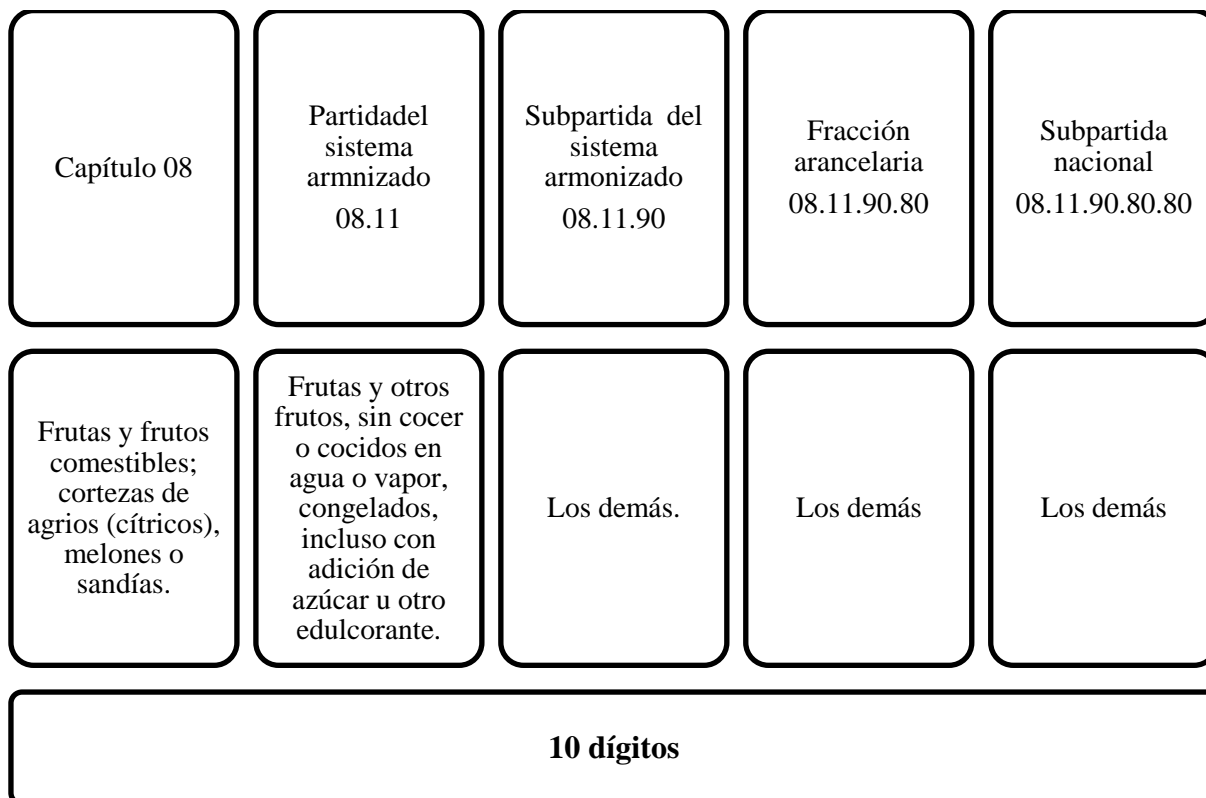 Capítulo 08
Partidadel
sistema
armnizado
08.11
Subpartida del
sistema
armonizado
08.11.90
Fracción
arancelaria
08.11.90.80
Subpartida
nacional
08.11.90.80.80
Frutas y frutos
comestibles;
cortezas de
agrios (cítricos),
melones o
sandías.
Frutas y otros
frutos, sin cocer
o cocidos en
agua o vapor,
congelados,
incluso con
adición de
azúcar u otro
edulcorante.
Los demás.
Los demás
Los demás
10 dígitos